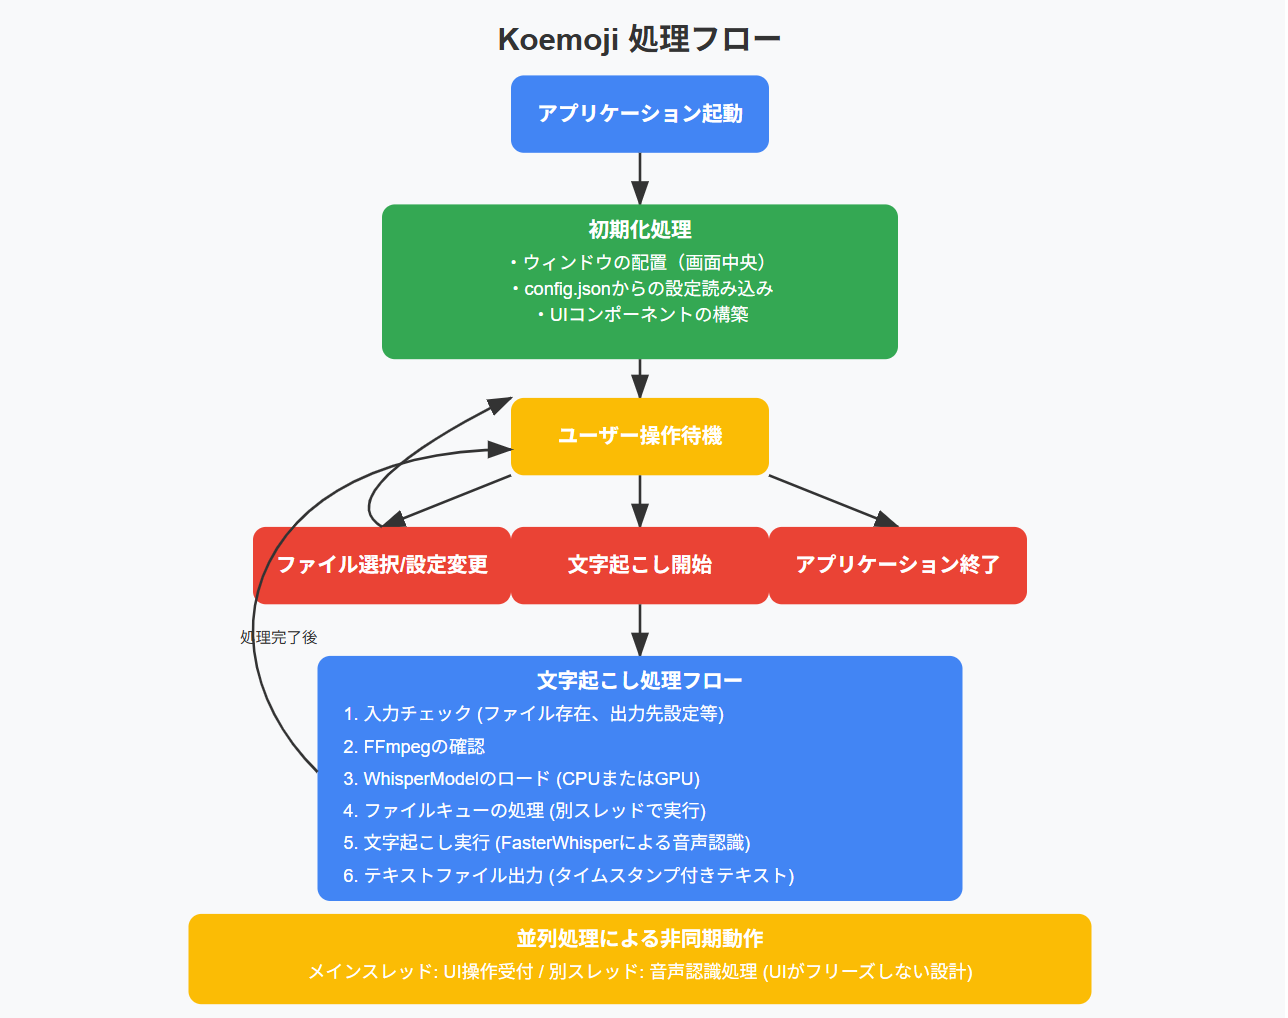 Koemoji 処理フロー
アプリケーション起動
初期化処理
・ウィンドウの配置（画面中央）
・config.jsonからの設定読み込み
・UIコンポーネントの構築
ユーザー操作待機
ファイル選択/設定変更
文字起こし開始
アプリケーション終了
処理完了後
文字起こし処理フロー
1. 入力チェック (ファイル存在、出力先設定等)
2. FFmpegの確認
3. WhisperModelのロード (CPUまたはGPU)
4. ファイルキューの処理 (別スレッドで実行)
5. 文字起こし実行 (FasterWhisperによる音声認識)
6. テキストファイル出力 (タイムスタンプ付きテキスト)
並列処理による非同期動作
メインスレッド: UI操作受付 / 別スレッド: 音声認識処理 (UIがフリーズしない設計)